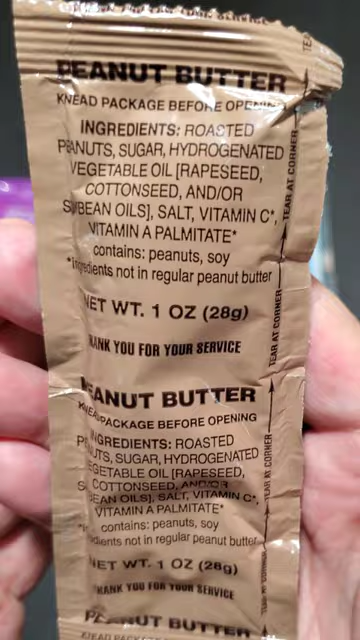 PEANUT BUTTER
KNEAD PACKAGE BEFORE OPENING
INGREDIENTS: ROASTED
PEANUTS, SUGAR, HYDROGENATED
VEGETABLE OIL [RAPESEED,
COTTONSEED, AND/OR
SOYBEAN OILS], SALT, VITAMIN C*,
VITAMIN A PALMITATE*
contains: peanuts, soy
*ingredients not in regular peanut butter
NET WT. 1 OZ (28g)
THANK YOU FOR YOUR SERVICE
PEANUT BUTTER
KNEAD PACKAGE BEFORE OPENING
INGREDIENTS: ROASTED
PEANUTS, SUGAR, HYDROGENATED
VEGETABLE OIL [RAPESEED,
COTTONSEED, AND/OR
SOYBEAN OILS], SALT, VITAMIN C*,
VITAMIN A PALMITATE*
contains: peanuts, soy
ingredients not in regular peanut butter
NET WT. 1 OZ (28g)
THANK YOU FOR YOUR SERVICE
PEANUT BUTTER
TEAR AT CORNER
TEAR AT CORNER
TEAR AT CORNER
TEAR AT CORNER